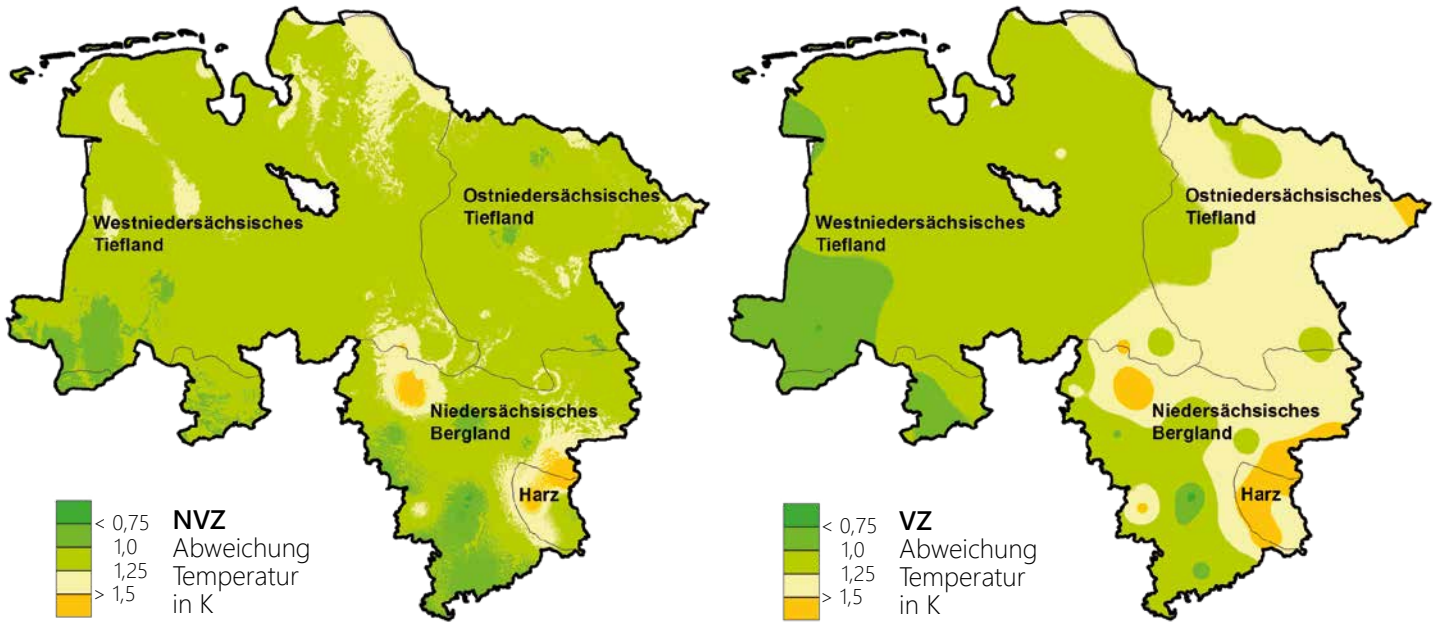 Westniedersächsisches
Tiefland
Ostniedersächsisches
Tiefland
Niedersächsisches
Bergland
Harz
< 0,75
1,0
1,25
> 1,5
NVZ
Abweichung
Temperatur
in K
Westniedersächsisches
Tiefland
Ostniedersächsisches
Tiefland
Niedersächsisches
Bergland
Harz
< 0,75
1,0
1,25
> 1,5
VZ
Abweichung
Temperatur
in K